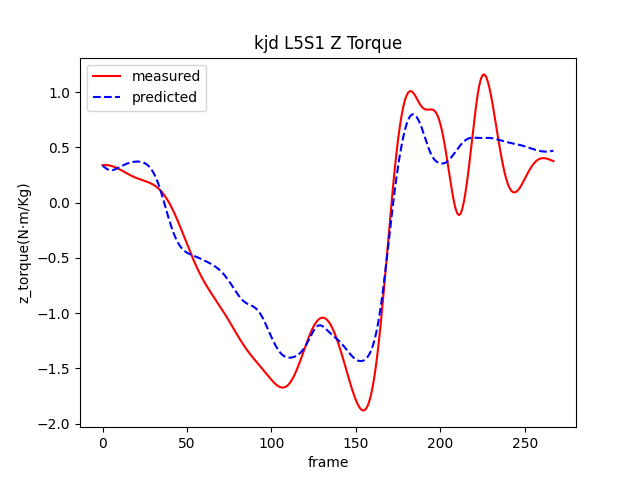 kjd L5S1 Z Torque
measured
predicted
z_torque(N·m/Kg)
1.0
0.5
0.0
−0.5
−1.0
−1.5
−2.0
0 50 100 150 200 250
frame